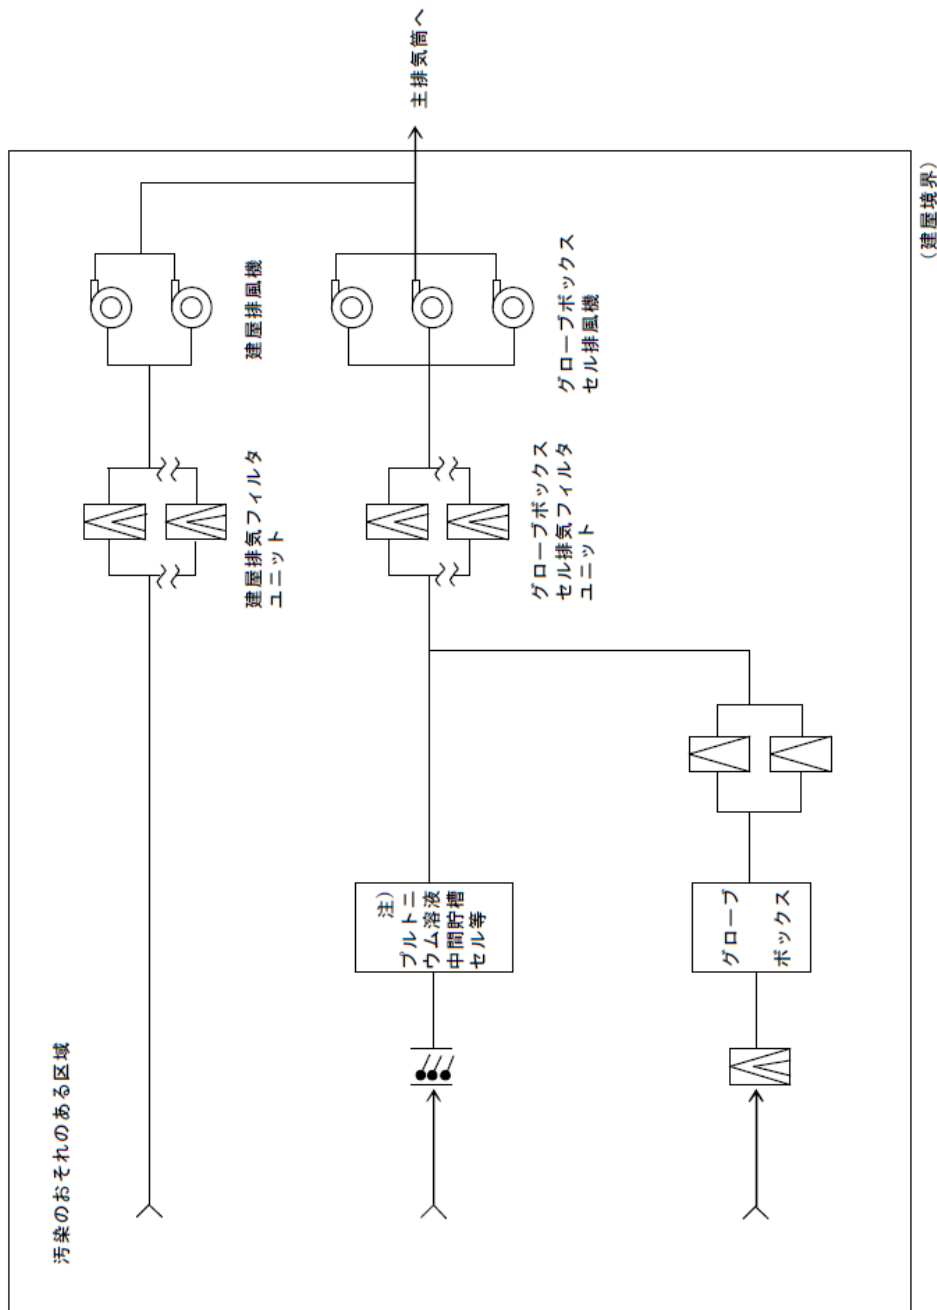 主排気筒へ
(建屋境界)
建屋排風機
グローブボックス
セル排風機
建屋排気フィルタ
ユニット
グローブボックス
セル排気フィルタ
ユニット
注)
プルトニ
ウム溶液
中間貯槽
セル等
グローブ
ボックス
汚染のおそれのある区域